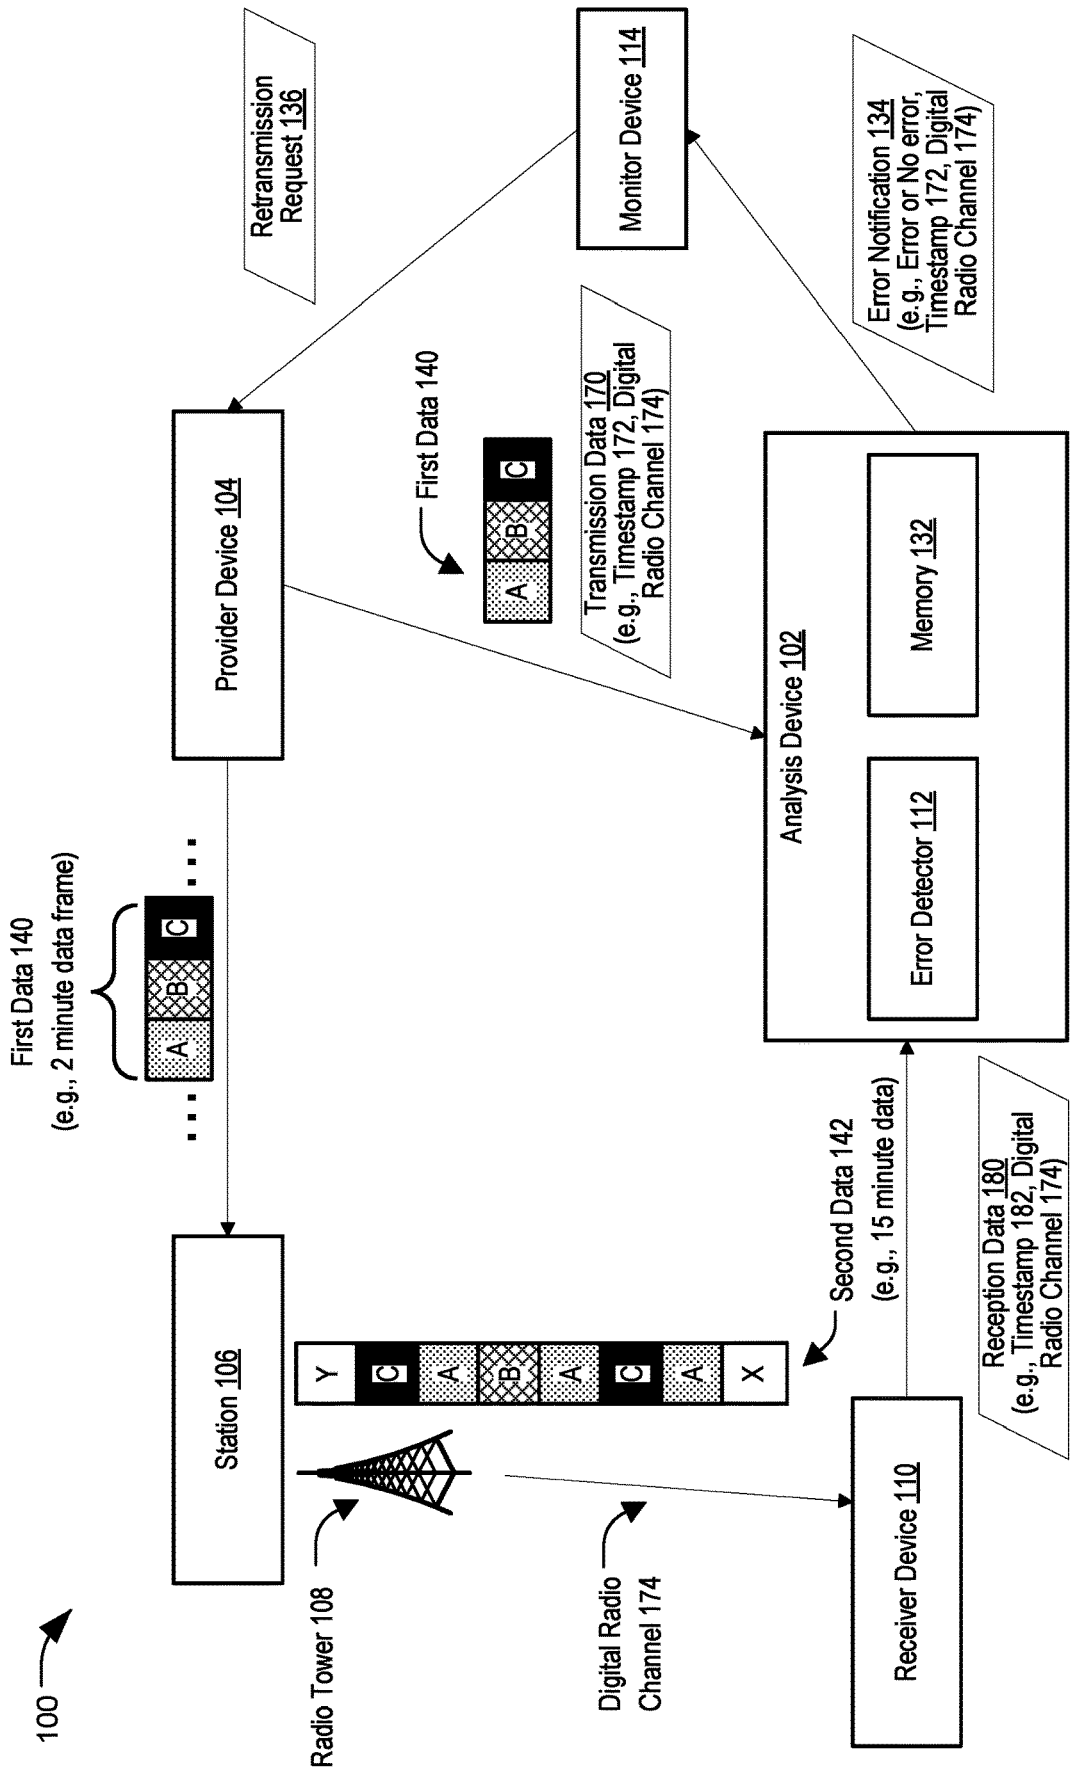 100
First Data 140
(e.g., 2 minute data frame)
...
A
B
C
...
Station 106
Provider Device 104
Retransmission
Request 136
Radio Tower 108
Y
C
A
B
A
C
A
X
First Data 140
A
B
C
Digital Radio
Channel 174
Second Data 142
(e.g., 15 minute data)
Transmission Data 170
(e.g., Timestamp 172, Digital
Radio Channel 174)
Monitor Device 114
Receiver Device 110
Analysis Device 102
Error Detector 112
Memory 132
Reception Data 180
(e.g., Timestamp 182, Digital
Radio Channel 174)
Error Notification 134
(e.g., Error or No error,
Timestamp 172, Digital
Radio Channel 174)